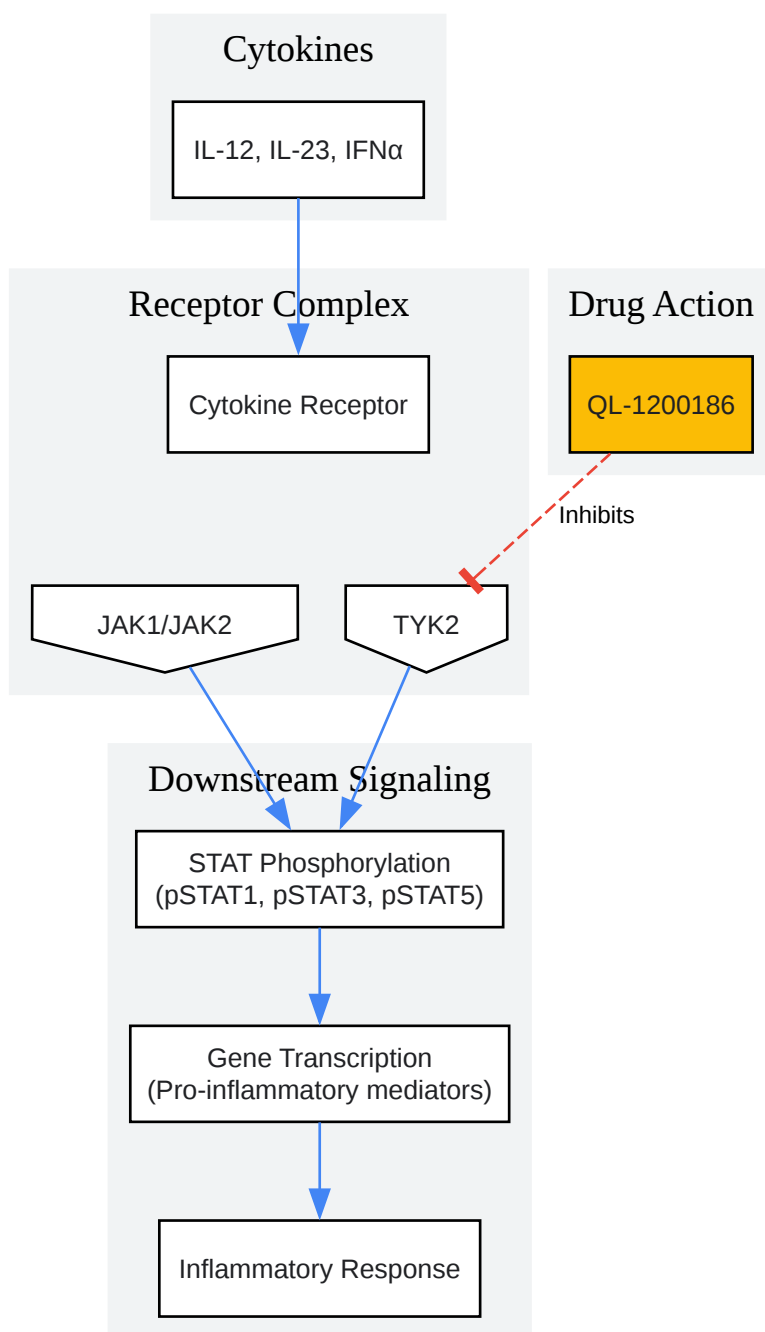 Cytokines
IL-12, IL-23, IFNα
Receptor Complex
Drug Action
Cytokine Receptor
QL-1200186
Inhibits
JAK1/JAK2
TYK2
Downstream Signaling
STAT Phosphorylation
(pSTAT1, pSTAT3, pSTAT5)
Gene Transcription
(Pro-inflammatory mediators)
Inflammatory Response